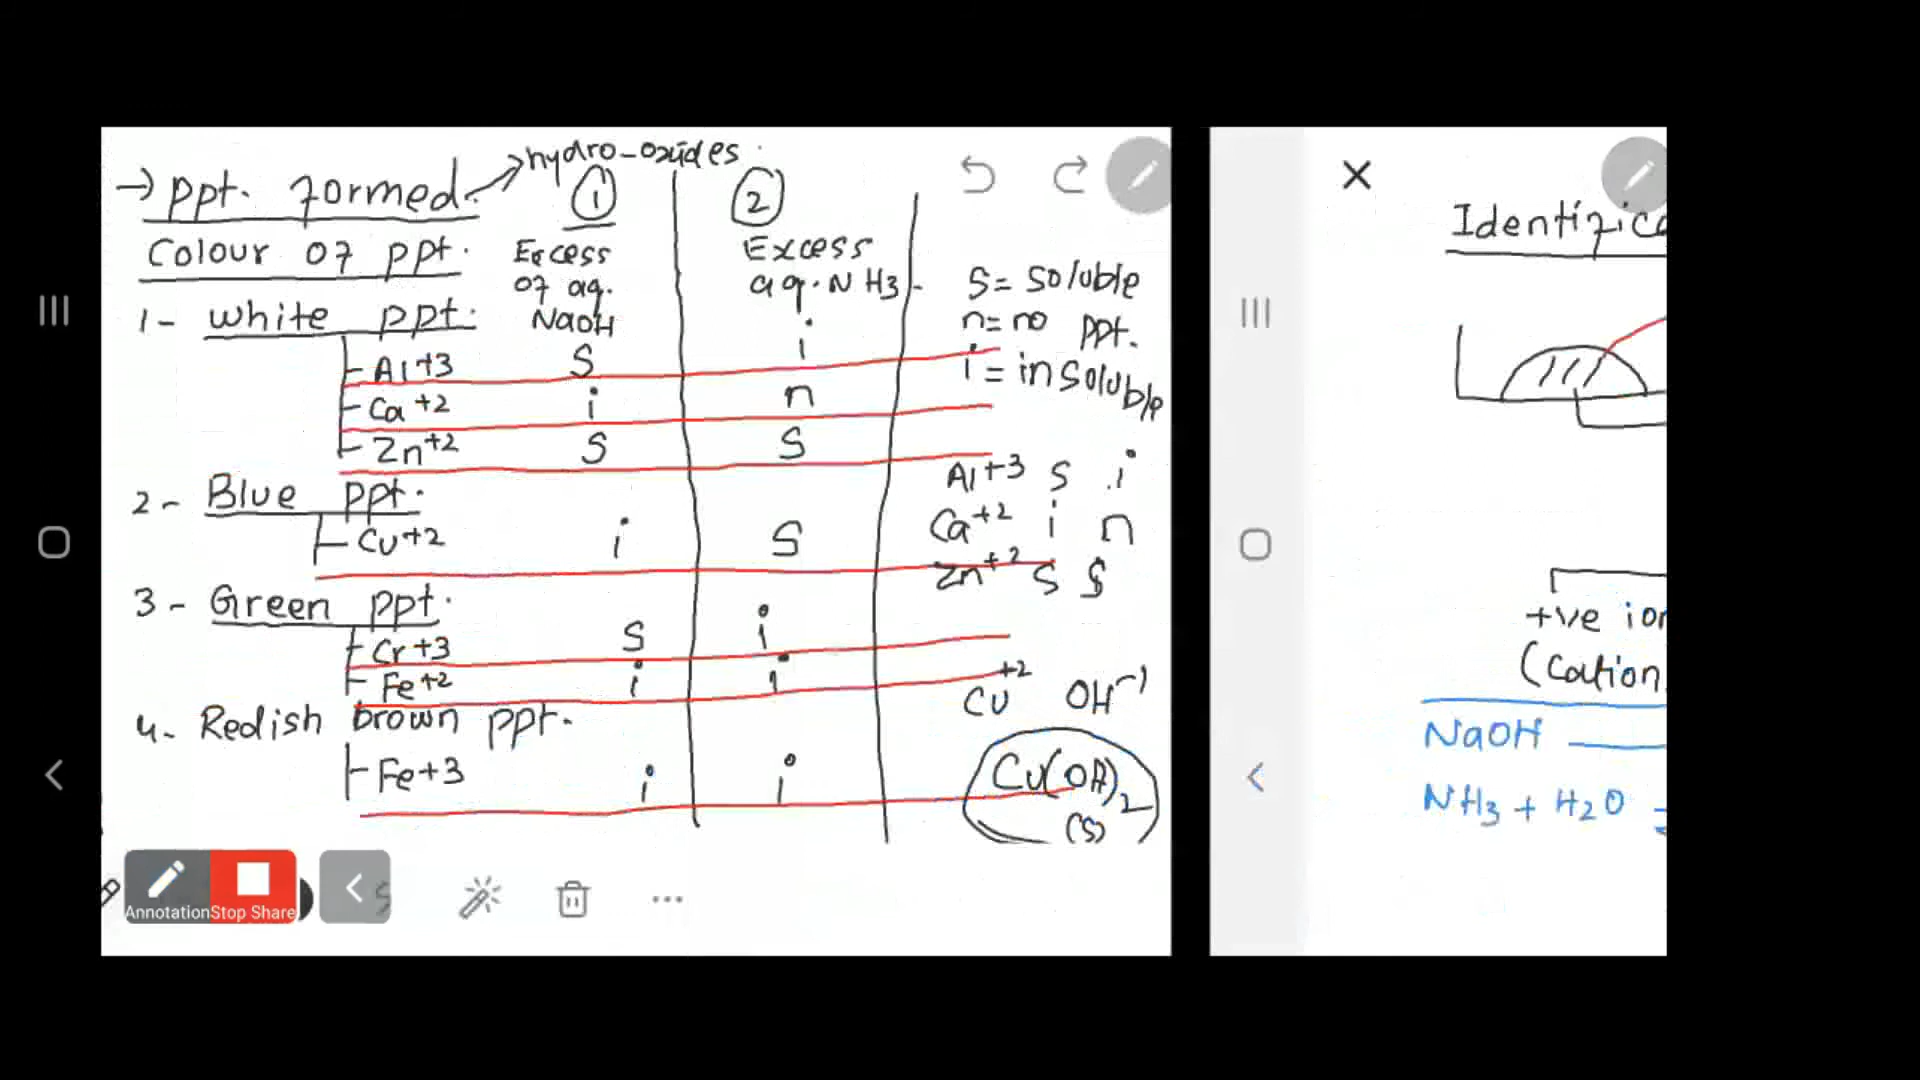 → ppt. formed. → hydro-oxides
① ②
Colour of ppt. Excess of aq. NaOH Excess aq. NH3
1- white ppt.
Al+3 S i
Ca+2 i n
Zn+2 S S
2- Blue ppt.
Cu+2 i S
3- Green ppt.
Cr+3 S i
Fe+2 i i
4- Redish brown ppt.
Fe+3 i i
S = Soluble
n = no ppt.
i = insoluble
Al+3 S i
Ca+2 i n
Zn+2 S S
Cu+2 OH-1
Cu(OH)2
(s)
Annotation Stop Share
Identific
+ve ion
(Cation
NaOH
NH3 + H2O